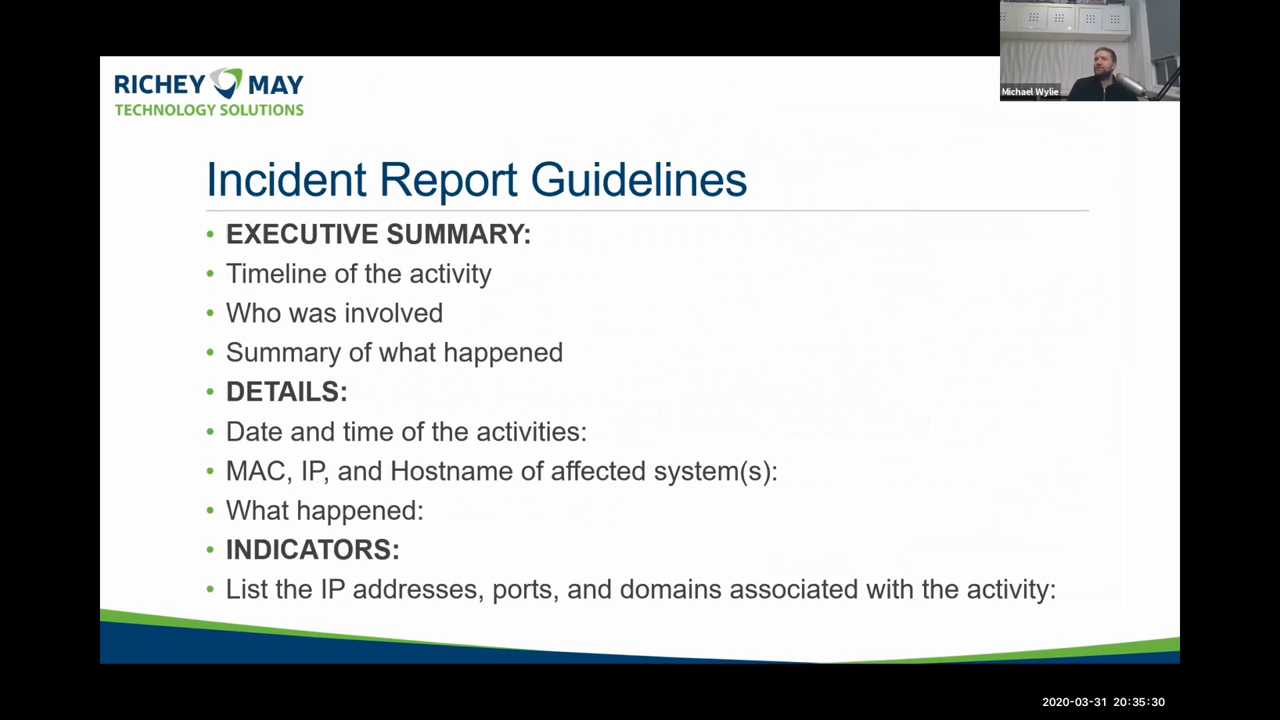 RICHEY MAY
TECHNOLOGY SOLUTIONS
Michael Wylie
Incident Report Guidelines
• EXECUTIVE SUMMARY:
• Timeline of the activity
• Who was involved
• Summary of what happened
• DETAILS:
• Date and time of the activities:
• MAC, IP, and Hostname of affected system(s):
• What happened:
• INDICATORS:
• List the IP addresses, ports, and domains associated with the activity:
2020-03-31 20:35:30